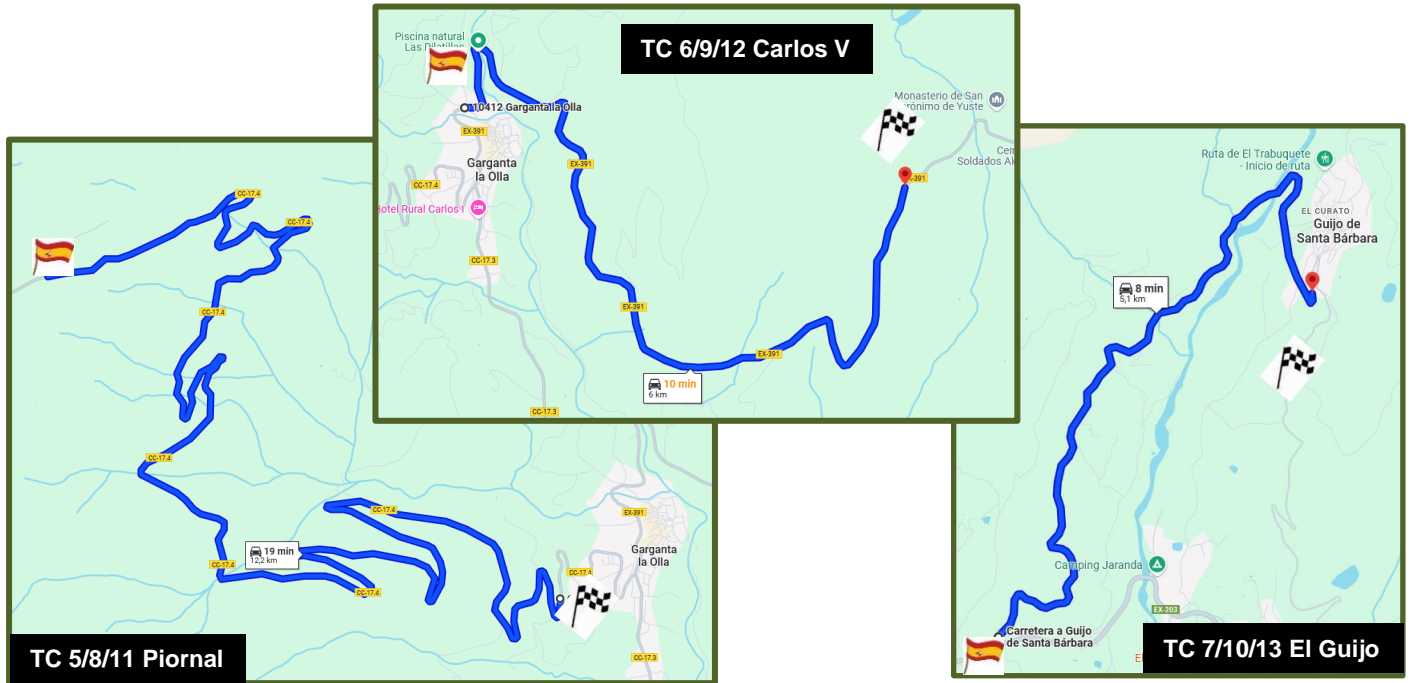 TC 6/9/12 Carlos V
Piscina natural
Las Pilatillas
10412 Garganta la Olla
EX-391
Garganta
la Olla
CC-17.4
Hotel Rural Carlos I
CC-17.3
EX-391
EX-391
EX-391
10 min
6 km
CC-17.3
Monasterio de San
Jerónimo de Yuste
Soldados
EX-391
CC-17.4
CC-17.4
CC-17.4
CC-17.4
CC-17.4
19 min
12,2 km
CC-17.4
CC-17.4
EX-391
Garganta
la Olla
CC-17.4
CC-17.3
TC 5/8/11 Piornal
Ruta de El Trabuquete
- Inicio de ruta
EL CURATO
Guijo de
Santa Bárbara
8 min
5,1 km
Camping Jaranda
EX-203
Carretera a Guijo
de Santa Bárbara
TC 7/10/13 El Guijo